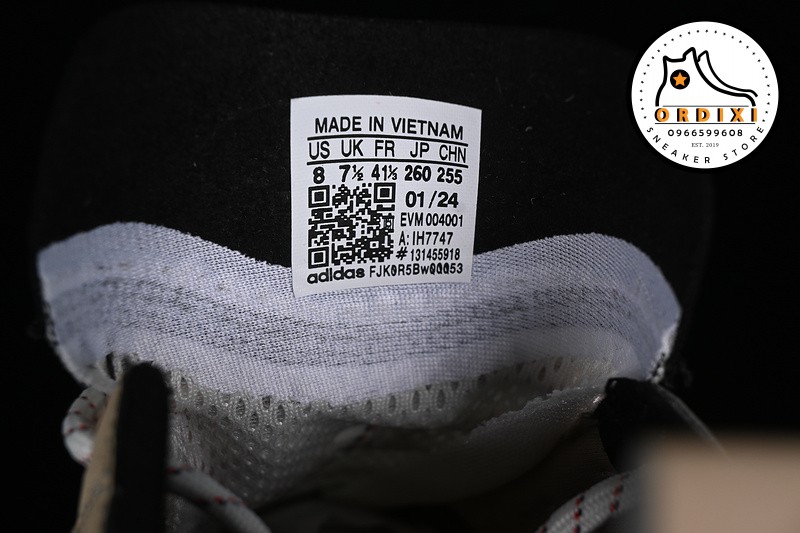 MADE IN VIETNAM
US UK FR JP CHN
8 7½ 41⅓ 260 255
01/24
EVM 004001
A: IH7747
# 131455918
adidas
ORDIXI
0966599608
EST. 2019
SNEAKER STORE